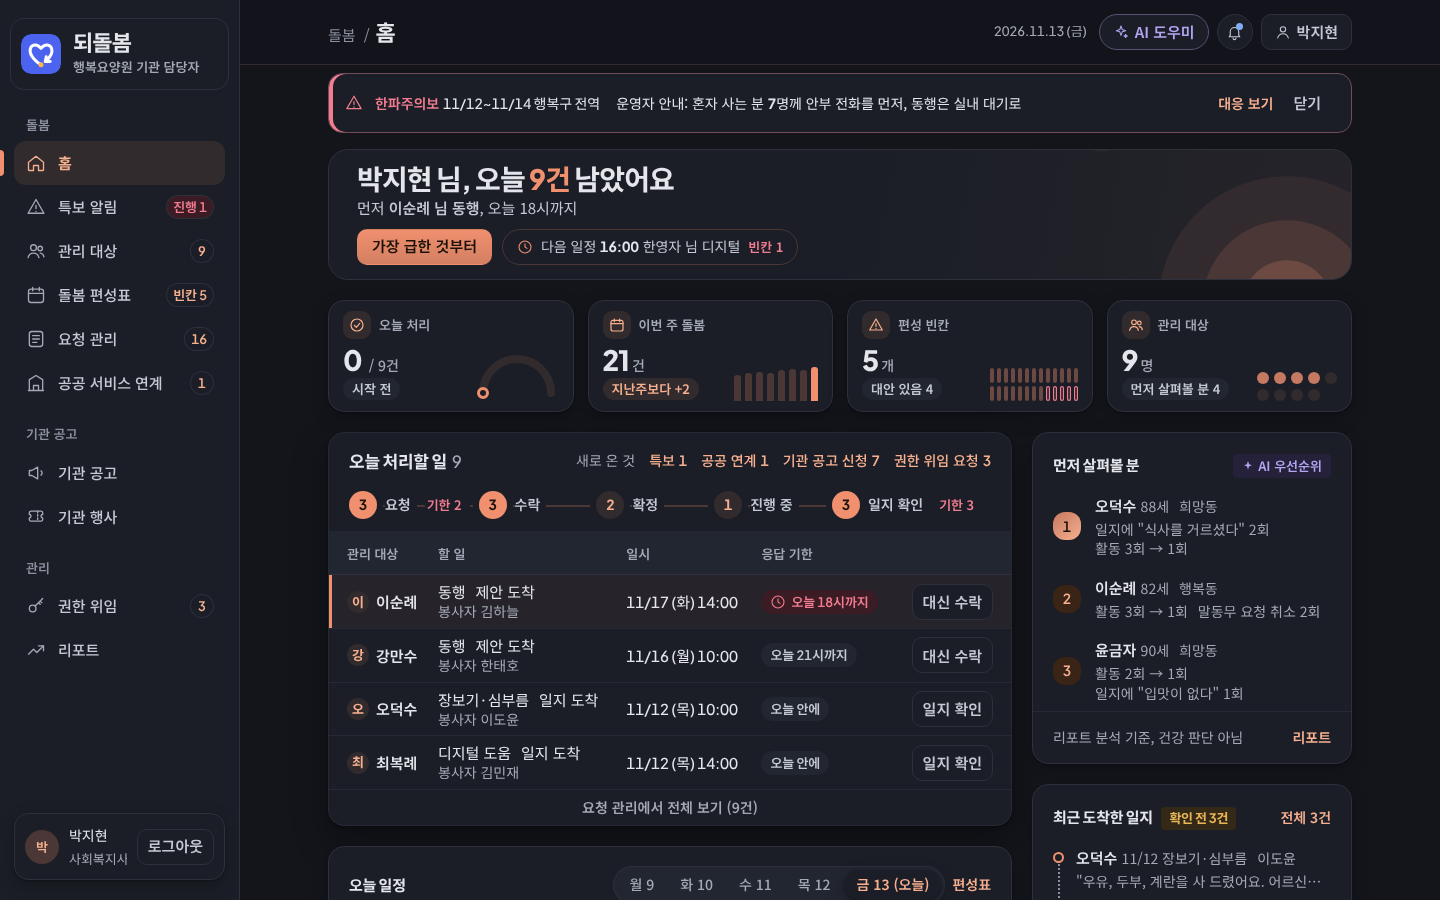 되돌봄
행복요양원 기관 담당자
돌봄
홈
특보 알림 진행 1
관리 대상 9
돌봄 편성표 빈칸 5
요청 관리 16
공공 서비스 연계 1
기관 공고
기관 공고
기관 행사
관리
권한 위임 3
리포트
박 박지현
사회복지사
로그아웃
돌봄 / 홈
2026.11.13(금) AI 도우미 박지현
한파주의보 11/12~11/14 행복구 전역 운영자 안내: 혼자 사는 분 7명께 안부 전화를 먼저, 동행은 실내 대기로 대응 보기 닫기
박지현 님, 오늘 9건 남았어요
먼저 이순례 님 동행, 오늘 18시까지
가장 급한 것부터 다음 일정 16:00 한영자 님 디지털 빈칸 1
오늘 처리
0 / 9건
시작 전
이번 주 돌봄
21건
지난주보다 +2
편성 빈칸
5개
대안 있음 4
관리 대상
9명
먼저 살펴볼 분 4
오늘 처리할 일 9 새로 온 것 특보 1 공공 연계 1 기관 공고 신청 7 권한 위임 요청 3
3 요청 기한 2 3 수락 2 확정 1 진행 중 3 일지 확인 기한 3
관리 대상 할 일 일시 응답 기한
이 이순례 동행 제안 도착 11/17(화) 14:00 오늘 18시까지 대신 수락
봉사자 김하늘
강 강만수 동행 제안 도착 11/16(월) 10:00 오늘 21시까지 대신 수락
봉사자 한태호
오 오덕수 장보기·심부름 일지 도착 11/12(목) 10:00 오늘 안에 일지 확인
봉사자 이도윤
최 최복례 디지털 도움 일지 도착 11/12(목) 14:00 오늘 안에 일지 확인
봉사자 김민재
요청 관리에서 전체 보기 (9건)
오늘 일정 월 9 화 10 수 11 목 12 금 13 (오늘) 편성표
먼저 살펴볼 분 AI 우선순위
1 오덕수 88세 희망동
일지에 "식사를 거르셨다" 2회
활동 3회 → 1회
2 이순례 82세 행복동
활동 3회 → 1회 말동무 요청 취소 2회
3 윤금자 90세 희망동
활동 2회 → 1회
일지에 "입맛이 없다" 1회
리포트 분석 기준, 건강 판단 아님 리포트
최근 도착한 일지 확인 전 3건 전체 3건
오덕수 11/12 장보기·심부름 이도윤
"우유, 두부, 계란을 사 드렸어요. 어르신…